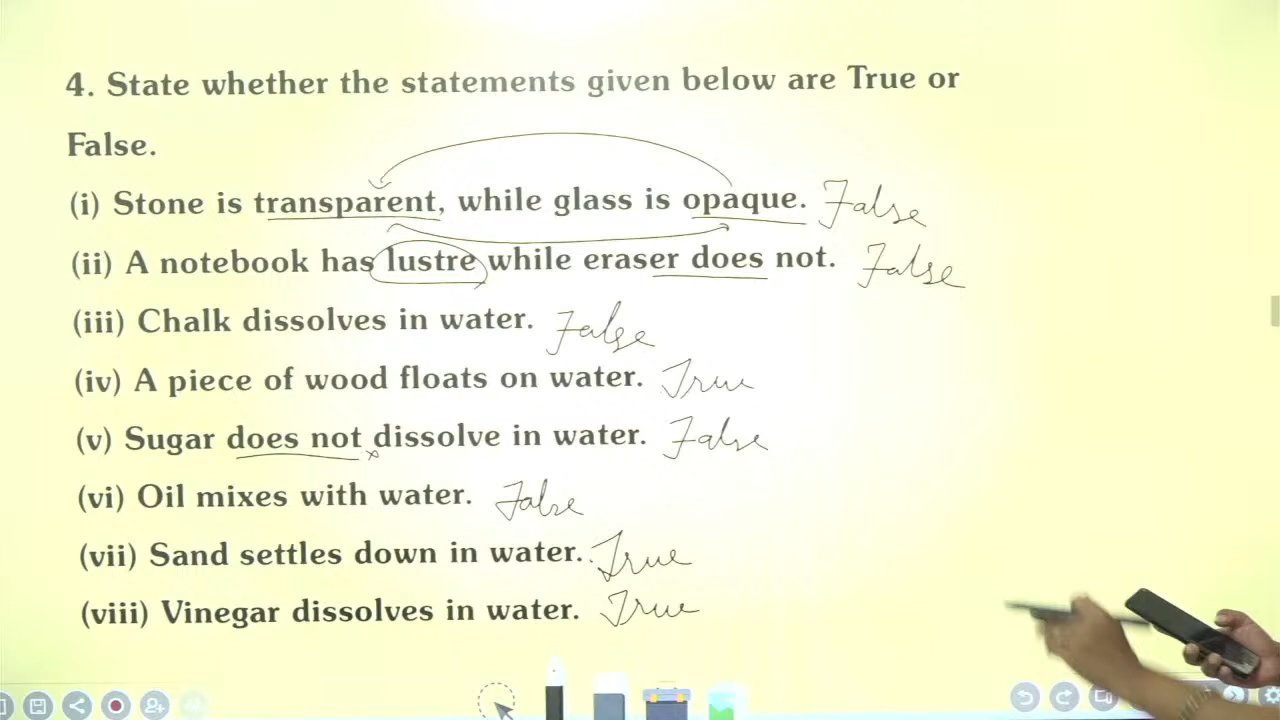 4. State whether the statements given below are True or
False.
(i) Stone is transparent, while glass is opaque. False
(ii) A notebook has lustre while eraser does not. False
(iii) Chalk dissolves in water. False
(iv) A piece of wood floats on water. True
(v) Sugar does not dissolve in water. False
(vi) Oil mixes with water. False
(vii) Sand settles down in water. True
(viii) Vinegar dissolves in water. True